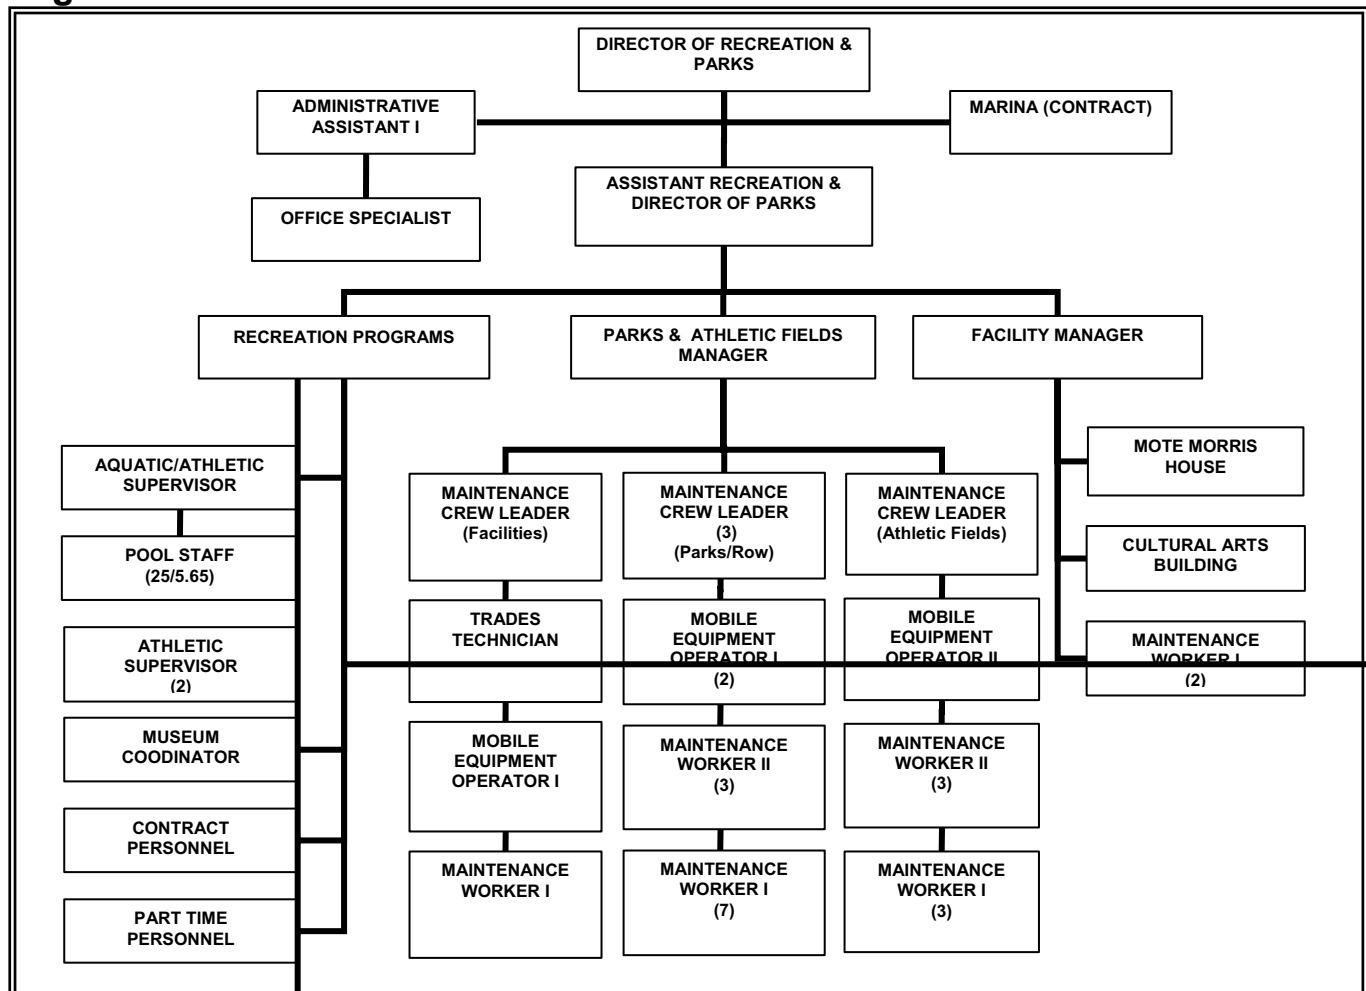 DIRECTOR OF RECREATION &
PARKS
ADMINISTRATIVE
ASSISTANT I
MARINA (CONTRACT)
OFFICE SPECIALIST
ASSISTANT RECREATION &
DIRECTOR OF PARKS
RECREATION PROGRAMS
PARKS & ATHLETIC FIELDS
MANAGER
FACILITY MANAGER
AQUATIC/ATHLETIC
SUPERVISOR
POOL STAFF
(25/5.65)
ATHLETIC
SUPERVISOR
(2)
MUSEUM
COODINATOR
CONTRACT
PERSONNEL
PART TIME
PERSONNEL
MAINTENANCE
CREW LEADER
(Facilities)
TRADES
TECHNICIAN
MOBILE
EQUIPMENT
OPERATOR I
MAINTENANCE
WORKER I
MAINTENANCE
CREW LEADER
(3)
(Parks/Row)
MOBILE
EQUIPMENT
OPERATOR I
(2)
MAINTENANCE
WORKER II
(3)
MAINTENANCE
WORKER I
(7)
MAINTENANCE
CREW LEADER
(Athletic Fields)
MOBILE
EQUIPMENT
OPERATOR II
MAINTENANCE
WORKER II
(3)
MAINTENANCE
WORKER I
(3)
MOTE MORRIS
HOUSE
CULTURAL ARTS
BUILDING
MAINTENANCE
WORKER I
(2)